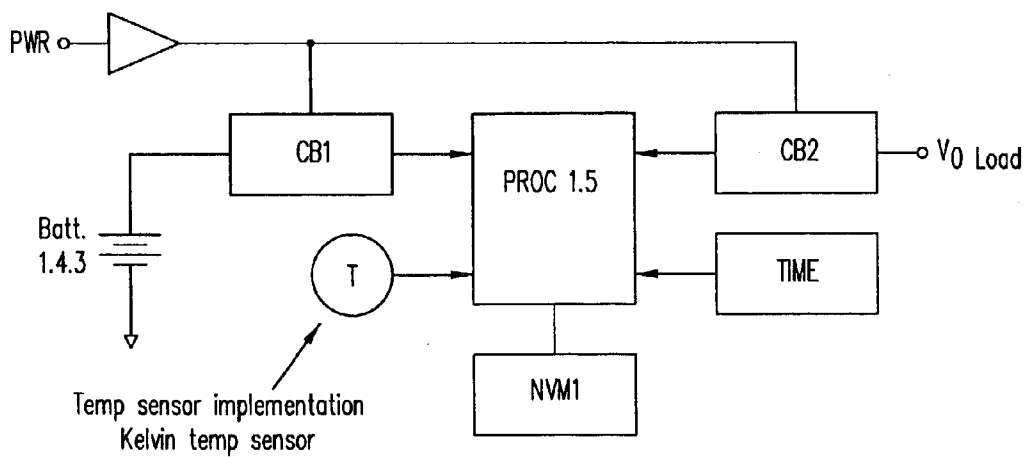 PWR
CB1
PROC 1.5
CB2
V0 Load
Batt.
1.4.3
T
TIME
NVM1
Temp sensor implementation
Kelvin temp sensor